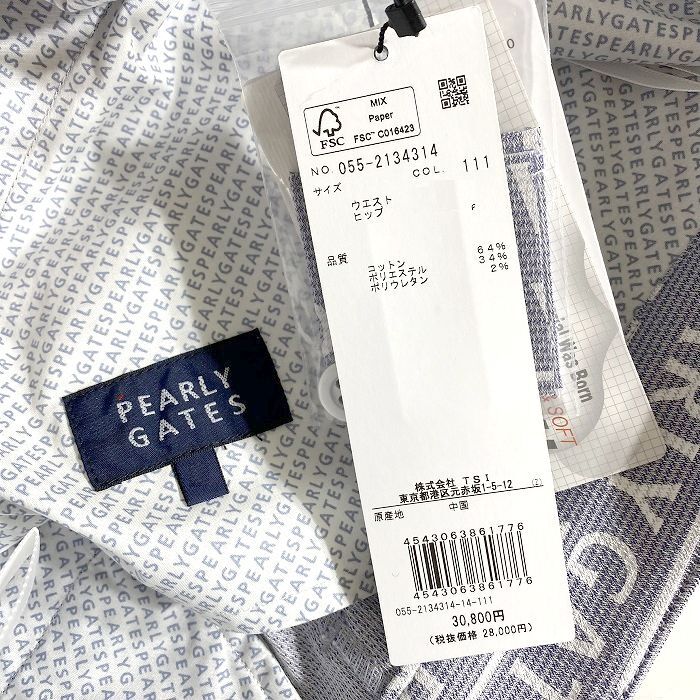 MIX
Paper
FSC™ C016423
FSC
NO. 055-2134314
サイズ COL. 111
ウエスト
ヒップ F
品質
コットン 64%
ポリエステル 34%
ポリウレタン 2%
株式会社 TSI
東京都港区元赤坂1-5-12 ②
原産地 中国
4543063861776
4543063861776
055-2134314-14-111
30,800円
(税抜価格 28,000円)
PEARLY
GATES
Was Born
& SOFT